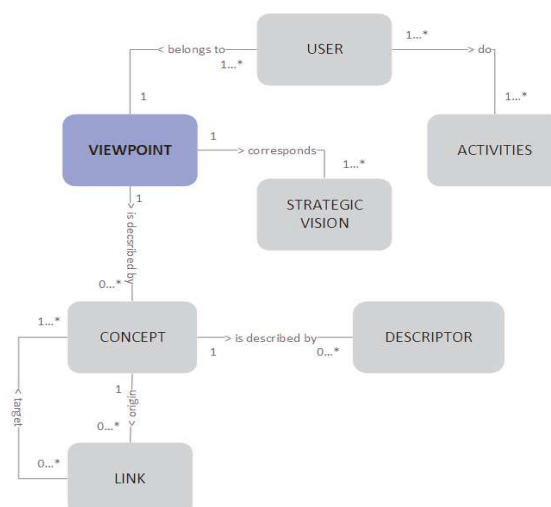 USER
< belongs to
1...*
1...*
> do
1
1...*
VIEWPOINT
1
> corresponds
ACTIVITIES
1...*
1
STRATEGIC
VISION
> is decsribed by
0...*
1...*
CONCEPT
> is described by
DESCRIPTOR
1
0...*
1
< target
origin >
0...*
0...*
LINK